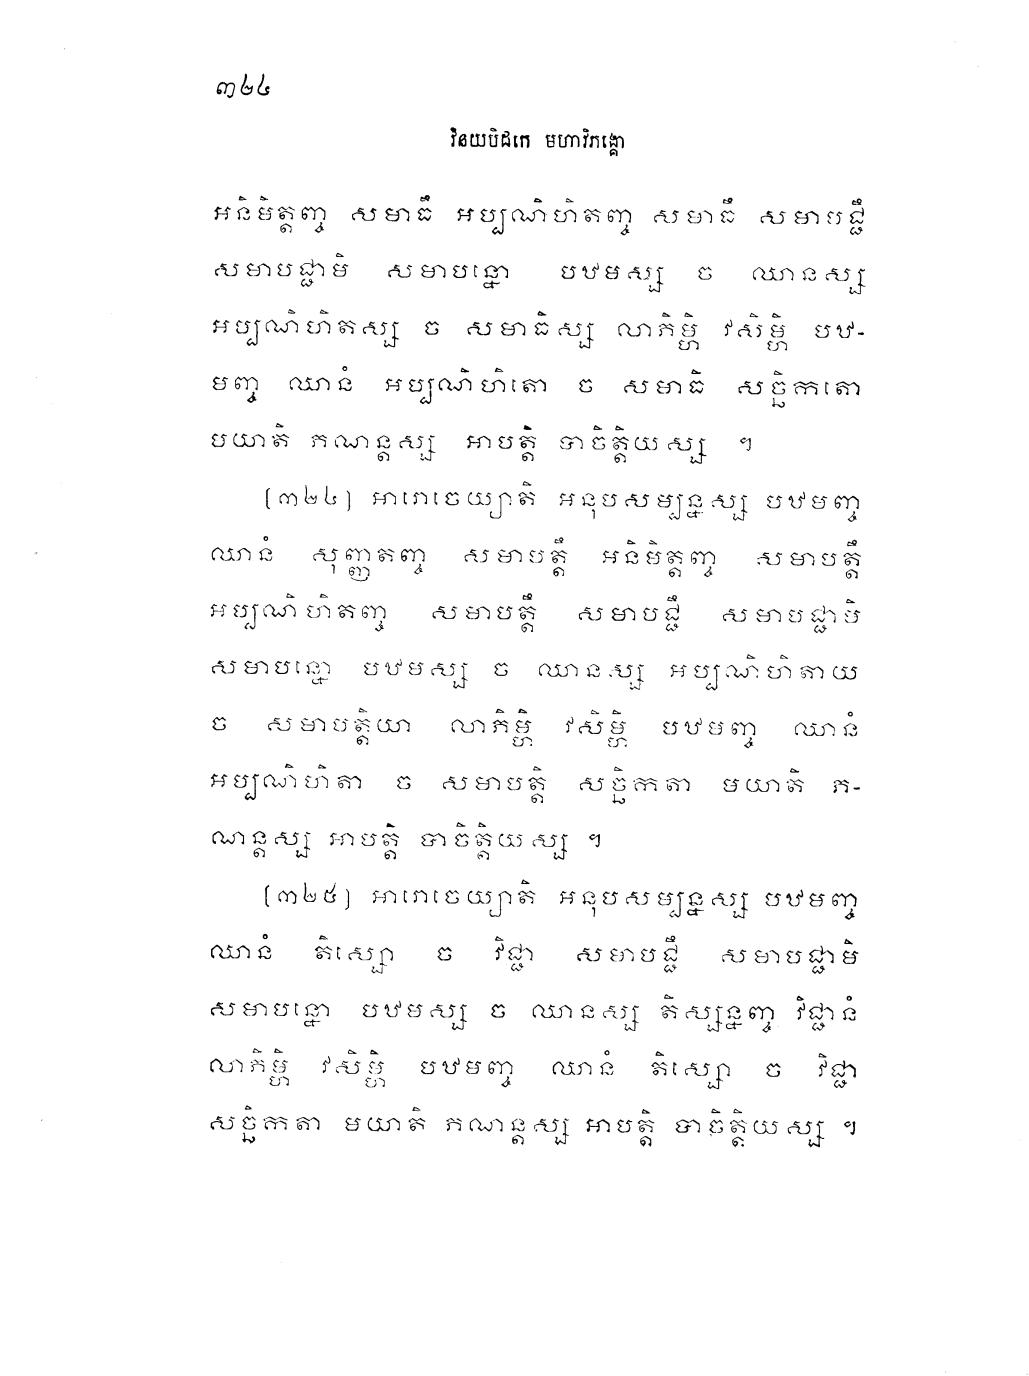 ៣២៤
វិនយបិដកេ មហាវិភង្គោ
អនិមិត្តញ្ច សមាធឹ អប្បណិហិតញ្ច សមាធឹ សមាបជ្ជឹ
សមាបជ្ជាមិ សមាបន្នោ បឋមស្ស ច ឈានស្ស
អប្បណិហិតស្ស ច សមាធិស្ស លាភិម្ហិ វសិម្ហិ បឋ-
មញ្ច ឈានំ អប្បណិហិតោ ច សមាធិ សច្ឆិកតោ
មយាតិ ភណន្តស្ស អាបត្តិ បាចិត្តិយស្ស ។
[៣២៤] អារោចេយ្យាតិ អនុបសម្បន្នស្ស បឋមញ្ច
ឈានំ សុញ្ញតញ្ច សមាបត្តឹ អនិមិត្តញ្ច សមាបត្តឹ
អប្បណិហិតញ្ច សមាបត្តឹ សមាបជ្ជឹ សមាបជ្ជាមិ
សមាបន្នោ បឋមស្ស ច ឈានស្ស អប្បណិហិតាយ
ច សមាបត្តិយា លាភិម្ហិ វសិម្ហិ បឋមញ្ច ឈានំ
អប្បណិហិតា ច សមាបត្តិ សច្ឆិកតា មយាតិ ភ-
ណន្តស្ស អាបត្តិ បាចិត្តិយស្ស ។
[៣២៥] អារោចេយ្យាតិ អនុបសម្បន្នស្ស បឋមញ្ច
ឈានំ តិស្សោ ច វិជ្ជា សមាបជ្ជឹ សមាបជ្ជាមិ
សមាបន្នោ បឋមស្ស ច ឈានស្ស តិស្សន្នញ្ច វិជ្ជានំ
លាភិម្ហិ វសិម្ហិ បឋមញ្ច ឈានំ តិស្សោ ច វិជ្ជា
សច្ឆិកតា មយាតិ ភណន្តស្ស អាបត្តិ បាចិត្តិយស្ស ។